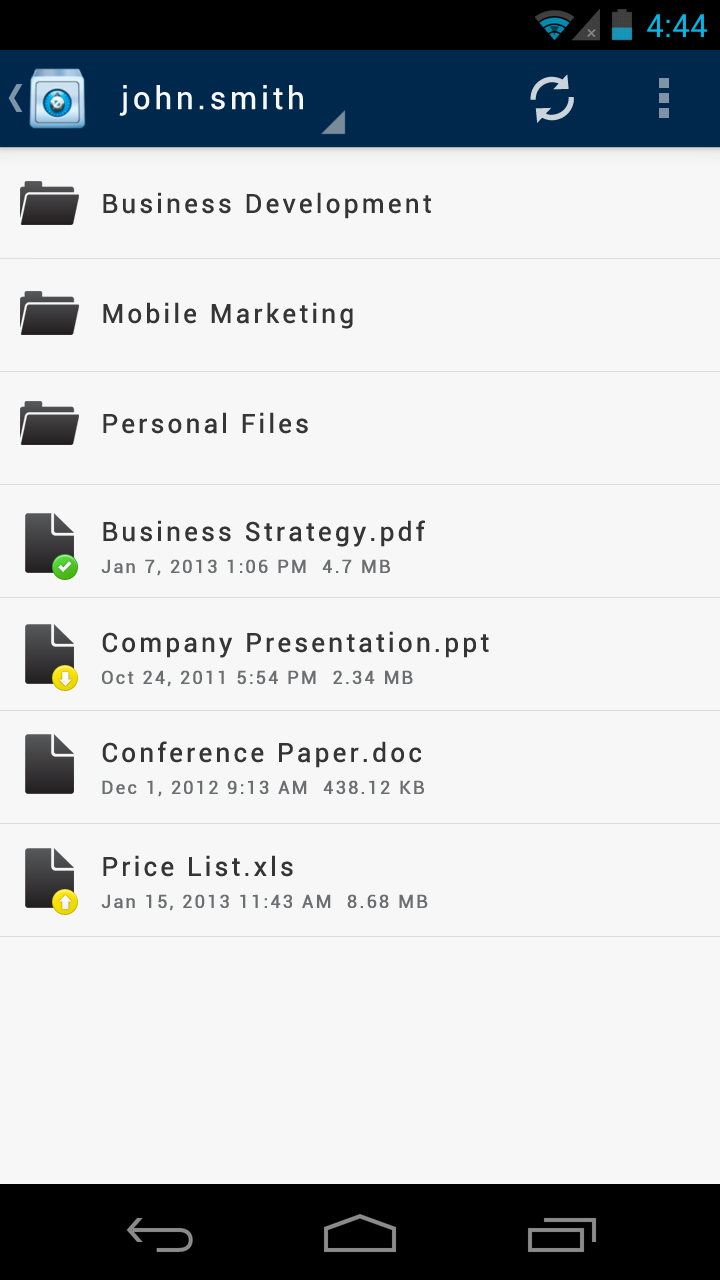 4:44
john.smith
Business Development
Mobile Marketing
Personal Files
Business Strategy.pdf
Jan 7, 2013 1:06 PM  4.7 MB
Company Presentation.ppt
Oct 24, 2011 5:54 PM  2.34 MB
Conference Paper.doc
Dec 1, 2012 9:13 AM  438.12 KB
Price List.xls
Jan 15, 2013 11:43 AM  8.68 MB